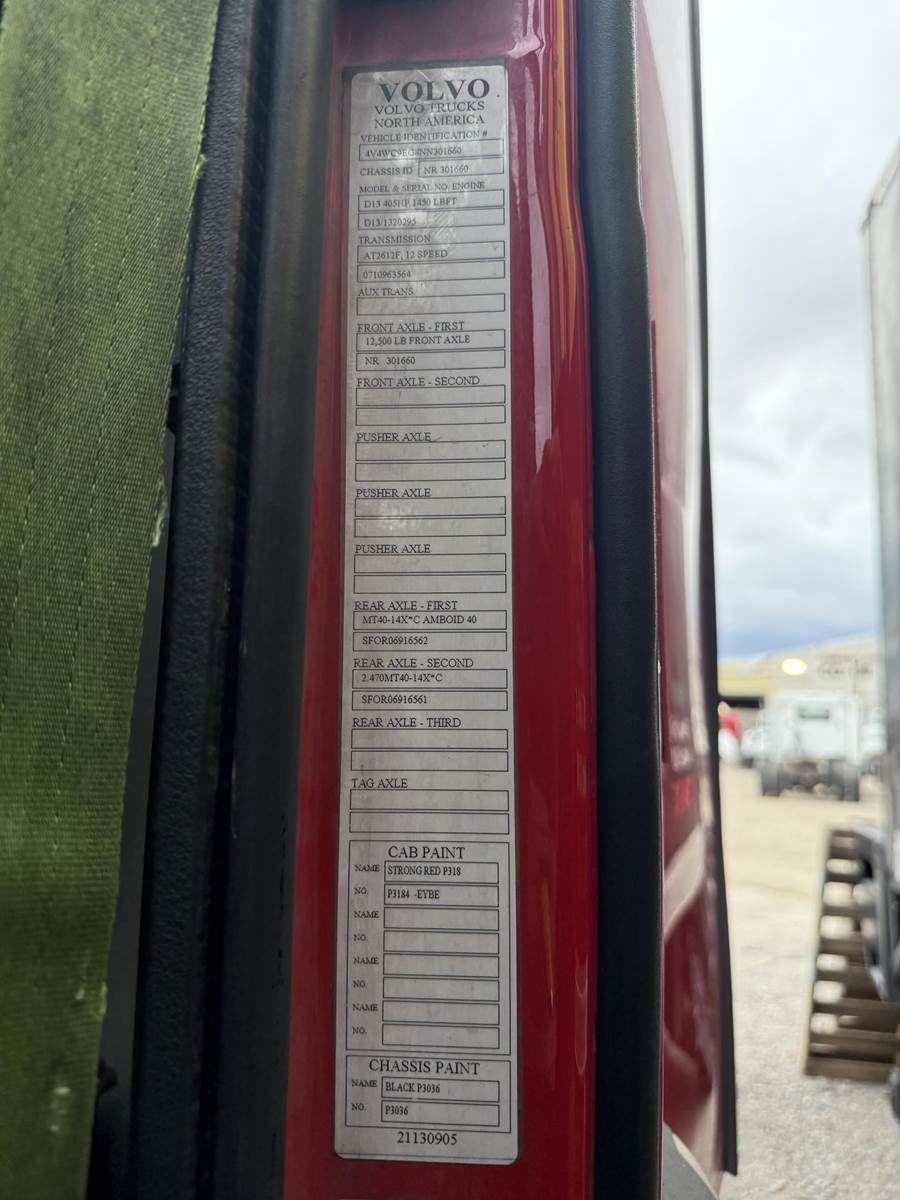 VOLVO
VOLVO TRUCKS
NORTH AMERICA
VEHICLE IDENTIFICATION #
4V4WC9EG8NN301660
CHASSIS ID NR 301660
MODEL & SERIAL NO. ENGINE
D13 405HP 1450 LBFT
D13/1320295
TRANSMISSION
AT2612F, 12 SPEED
0710963564
AUX TRANS
FRONT AXLE - FIRST
12,500 LB FRONT AXLE
NR 301660
FRONT AXLE - SECOND
PUSHER AXLE
PUSHER AXLE
PUSHER AXLE
REAR AXLE - FIRST
MT40-14X*C AMBOID 40
SFOR06916562
REAR AXLE - SECOND
2.470MT40-14X*C
SFOR06916561
REAR AXLE - THIRD
TAG AXLE
CAB PAINT
NAME STRONG RED P318
NO. P3184 -EYBE
NAME
NO.
NAME
NO.
NAME
NO.
CHASSIS PAINT
NAME BLACK P3036
NO. P3036
21130905